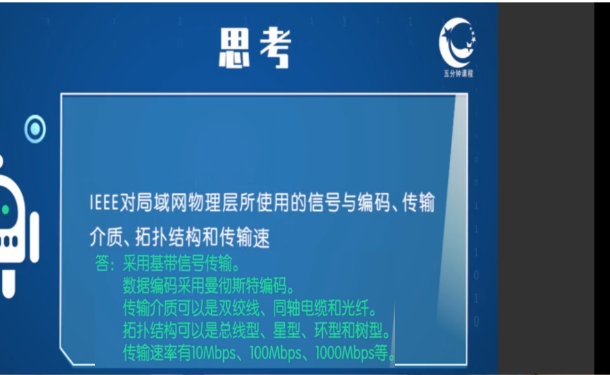 思考
五分钟课程
IEEE对局域网物理层所使用的信号与编码、传输
介质、拓扑结构和传输速
答：采用基带信号传输。
数据编码采用曼彻斯特编码。
传输介质可以是双绞线、同轴电缆和光纤。
拓扑结构可以是总线型、星型、环型和树型。
传输速率有10Mbps、100Mbps、1000Mbps等。